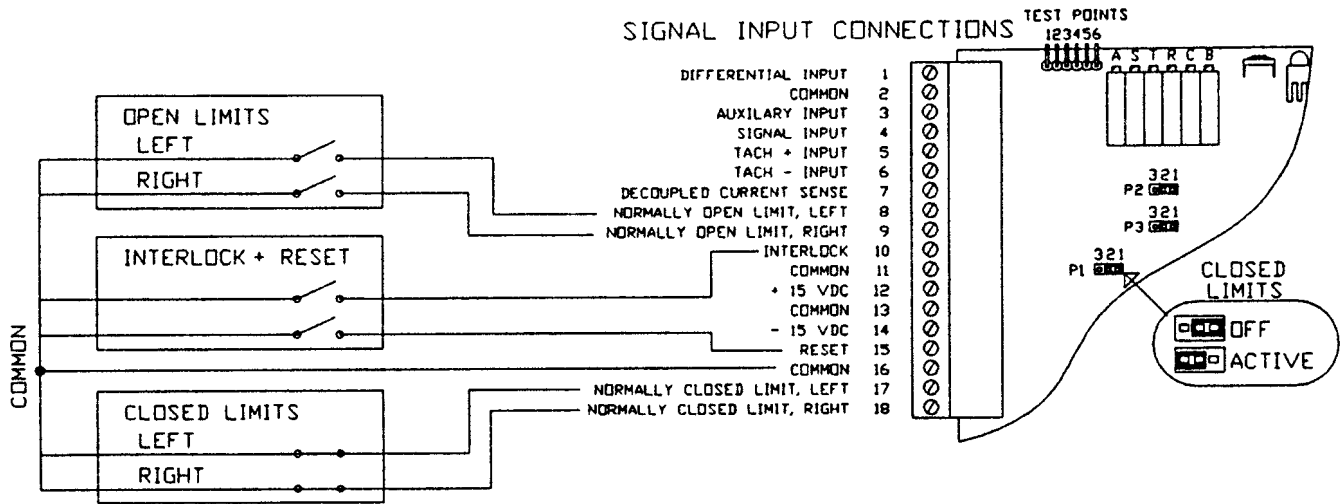 SIGNAL INPUT CONNECTIONS
TEST POINTS
123456
A S T R C B
DIFFERENTIAL INPUT 1
COMMON 2
AUXILARY INPUT 3
SIGNAL INPUT 4
TACH + INPUT 5
TACH - INPUT 6
DECOUPLED CURRENT SENSE 7
NORMALLY OPEN LIMIT, LEFT 8
NORMALLY OPEN LIMIT, RIGHT 9
INTERLOCK 10
COMMON 11
+ 15 VDC 12
COMMON 13
- 15 VDC 14
RESET 15
COMMON 16
NORMALLY CLOSED LIMIT, LEFT 17
NORMALLY CLOSED LIMIT, RIGHT 18
OPEN LIMITS
LEFT
RIGHT
INTERLOCK + RESET
COMMON
CLOSED LIMITS
LEFT
RIGHT
321
P2
321
P3
321
P1
CLOSED
LIMITS
OFF
ACTIVE